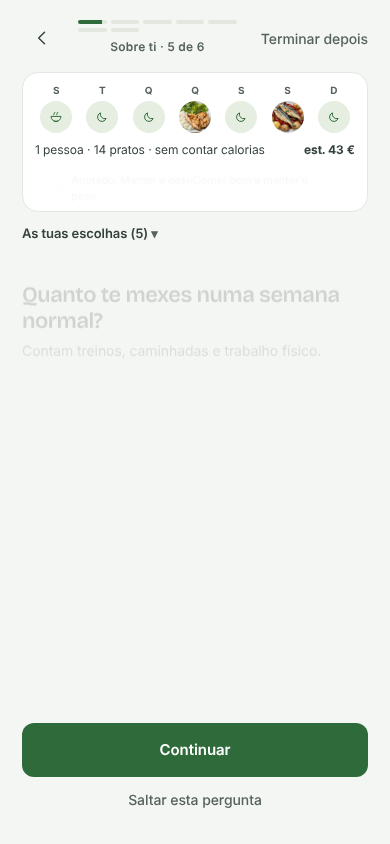 Sobre ti · 5 de 6
Terminar depois
S T Q Q S S D
1 pessoa · 14 pratos · sem contar calorias est. 43 €
As tuas escolhas (5) ▾
Quanto te mexes numa semana
normal?
Contam treinos, caminhadas e trabalho físico.
Continuar
Saltar esta pergunta